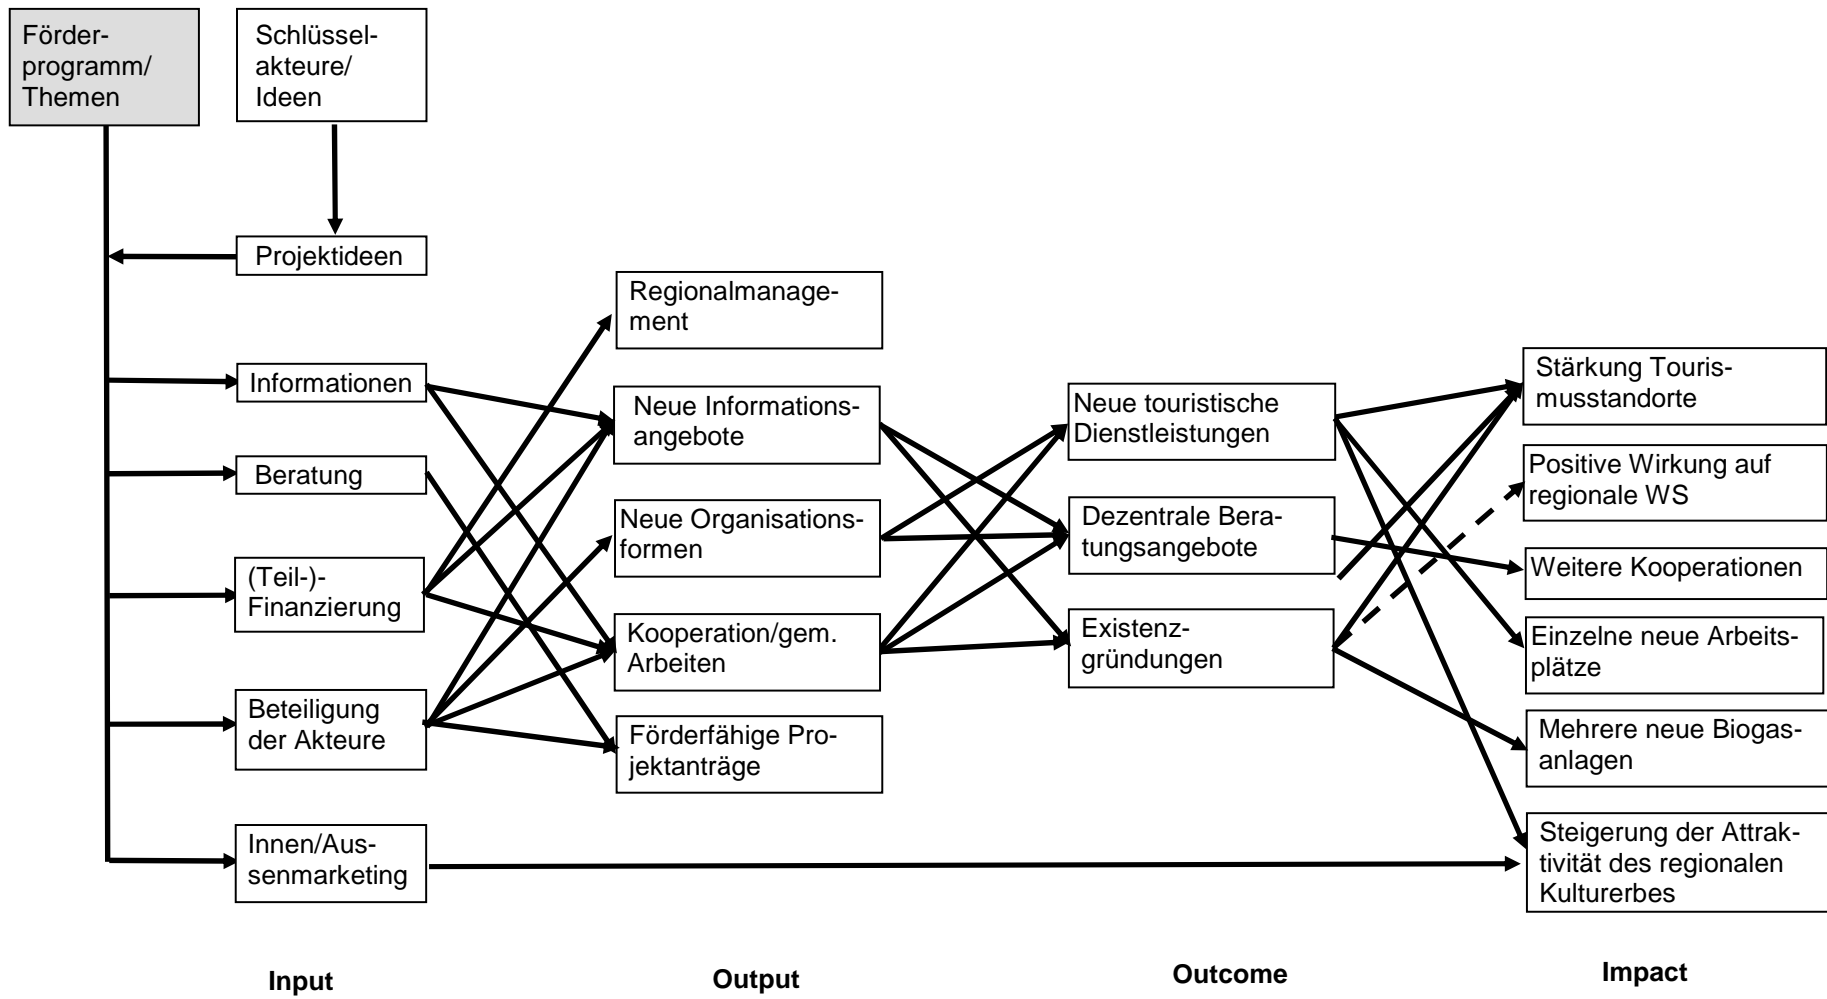 Förder-
programm/
Themen
Schlüssel-
akteure/
Ideen
Projektideen
Informationen
Beratung
(Teil-)-
Finanzierung
Beteiligung
der Akteure
Innen/Aus-
senmarketing
Regionalmanage-
ment
Neue Informations-
angebote
Neue Organisations-
formen
Kooperation/gem.
Arbeiten
Förderfähige Pro-
jektanträge
Neue touristische
Dienstleistungen
Dezentrale Bera-
tungsangebote
Existenz-
gründungen
Stärkung Touris-
musstandorte
Positive Wirkung auf
regionale WS
Weitere Kooperationen
Einzelne neue Arbeits-
plätze
Mehrere neue Biogas-
anlagen
Steigerung der Attrak-
tivität des regionalen
Kulturerbes
Input
Output
Outcome
Impact